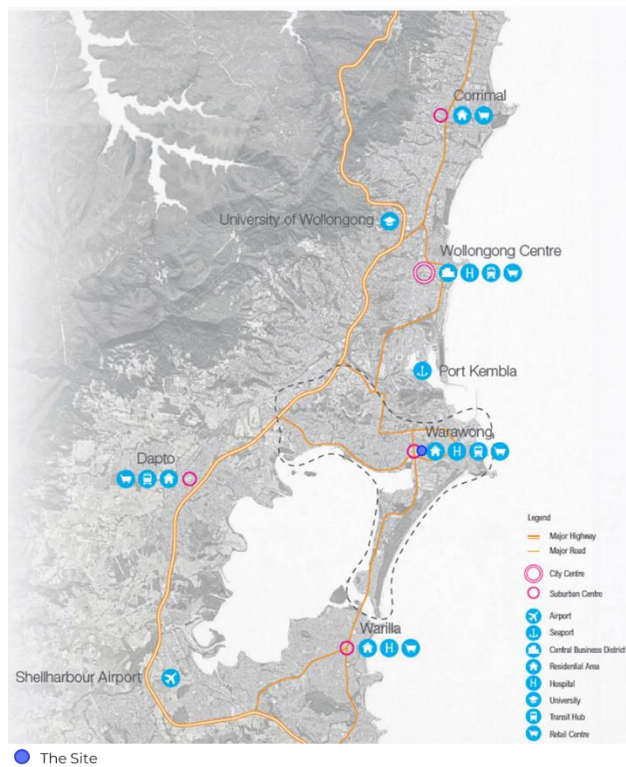 Corrimal
University of Wollongong
Wollongong Centre
Port Kembla
Warawong
Dapto
Warilla
Shellharbour Airport
Legend
Major Highway
Major Road
City Centre
Suburban Centre
Airport
Seaport
Central Business District
Residential Area
Hospital
University
Transit Hub
Retail Centre
The Site